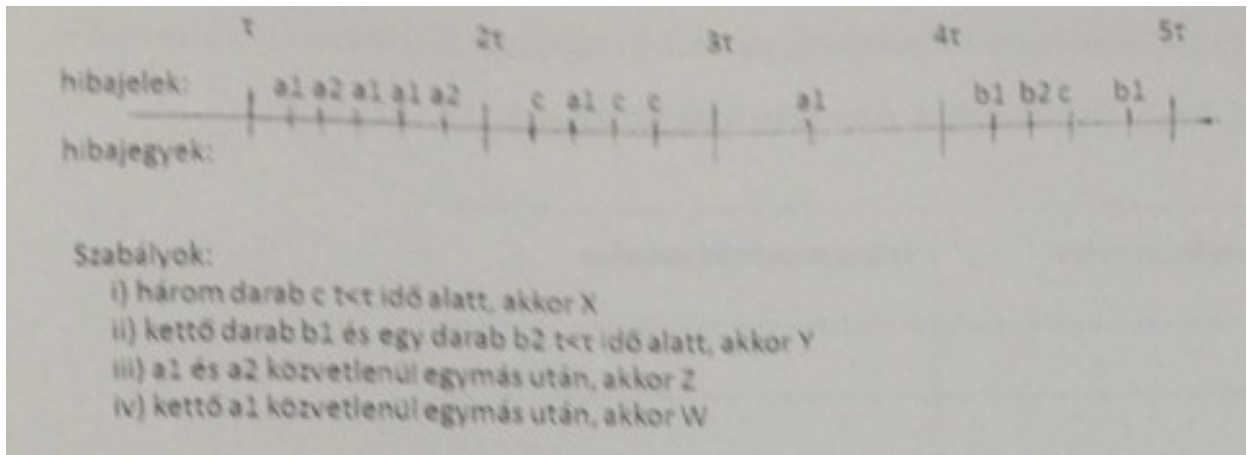 τ 2τ 3τ 4τ 5τ
hibajelek: a1 a2 a1 a1 a2 c a1 c c a1 b1 b2 c b1
hibajegyek:
Szabályok:
i) három darab c t<τ idő alatt, akkor X
ii) kettő darab b1 és egy darab b2 t<τ idő alatt, akkor Y
iii) a1 és a2 közvetlenül egymás után, akkor Z
iv) kettő a1 közvetlenül egymás után, akkor W